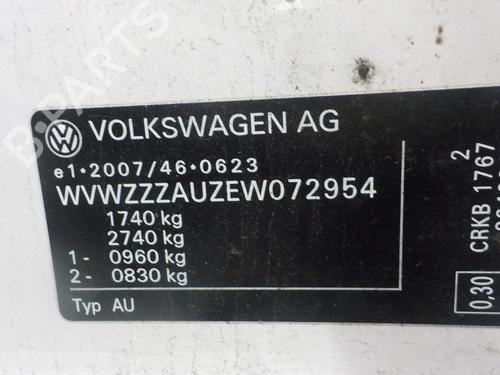 VOLKSWAGEN AG
e1*2007/46*0623
WVWZZZAUZEW072954
1740 kg
2740 kg
1- 0960 kg
2- 0830 kg
Typ AU
2
CRKB 1767
0.30
B-PARTS